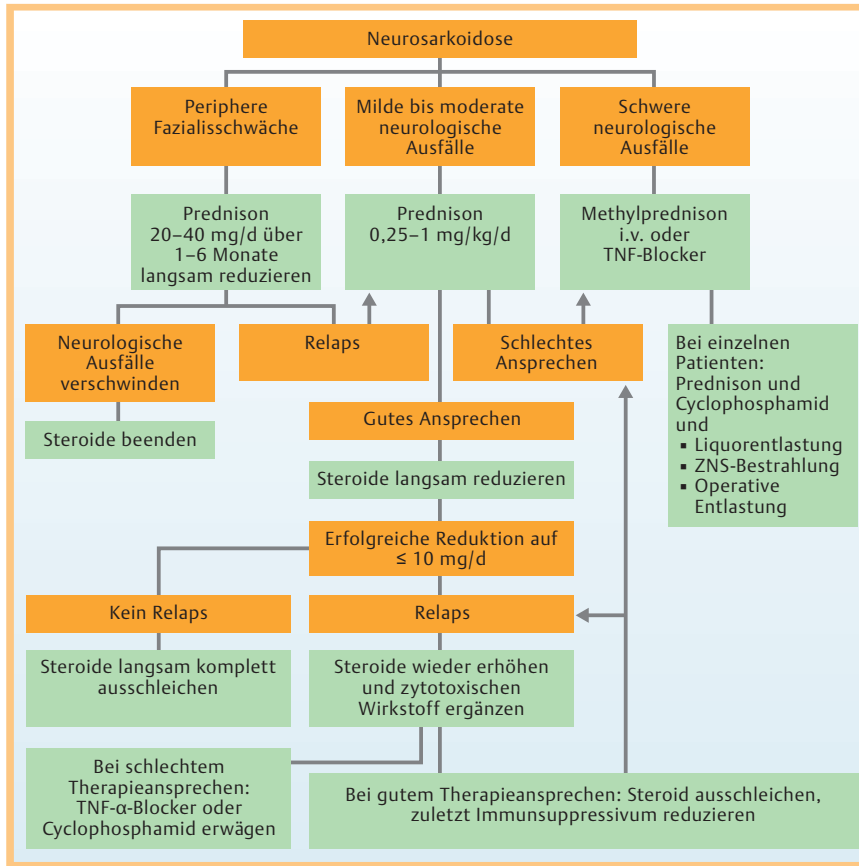 Neurosarkoidose
Periphere
Fazialisschwäche
Milde bis moderate
neurologische
Ausfälle
Schwere
neurologische
Ausfälle
Prednison
20–40 mg/d über
1–6 Monate
langsam reduzieren
Prednison
0,25–1 mg/kg/d
Methylprednison
i.v. oder
TNF-Blocker
Neurologische
Ausfälle
verschwinden
Relaps
Schlechtes
Ansprechen
Bei einzelnen
Patienten:
Prednison und
Cyclophosphamid
und
▪ Liquorentlastung
▪ ZNS-Bestrahlung
▪ Operative
Entlastung
Steroide beenden
Gutes Ansprechen
Steroide langsam reduzieren
Erfolgreiche Reduktion auf
≤ 10 mg/d
Kein Relaps
Relaps
Steroide langsam komplett
ausschleichen
Steroide wieder erhöhen
und zytotoxischen
Wirkstoff ergänzen
Bei schlechtem
Therapieansprechen:
TNF-α-Blocker oder
Cyclophosphamid erwägen
Bei gutem Therapieansprechen: Steroid ausschleichen,
zuletzt Immunsuppressivum reduzieren